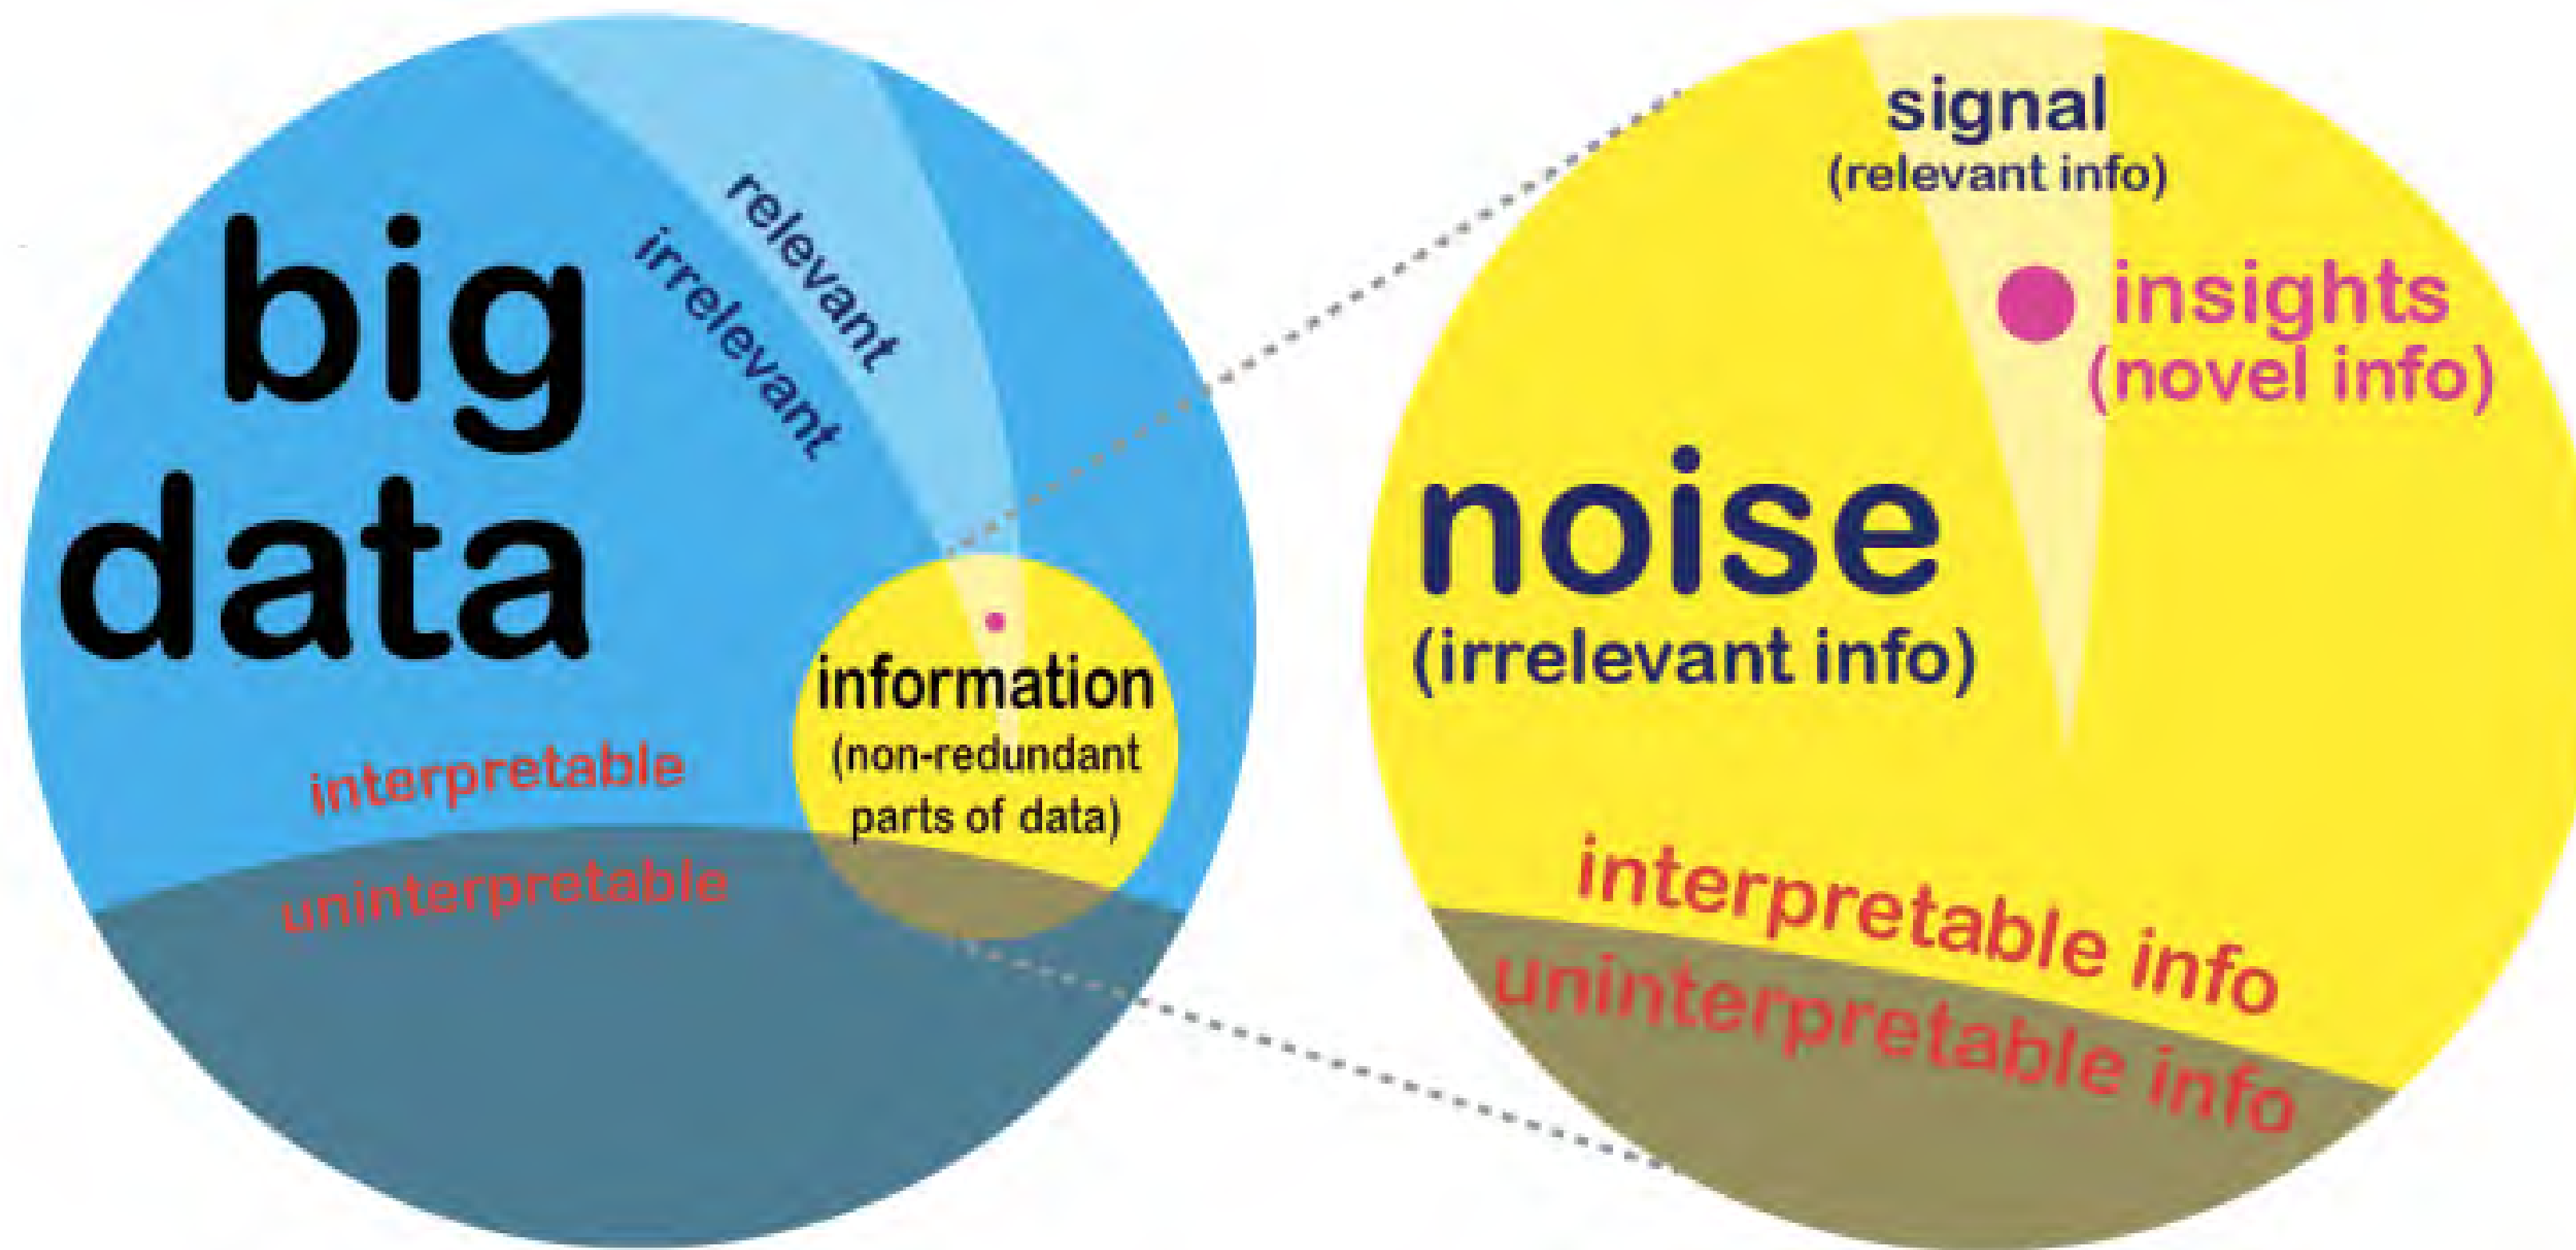 big
data
relevant
irrelevant
information
(non-redundant
parts of data)
interpretable
uninterpretable
signal
(relevant info)
insights
(novel info)
noise
(irrelevant info)
interpretable info
uninterpretable info